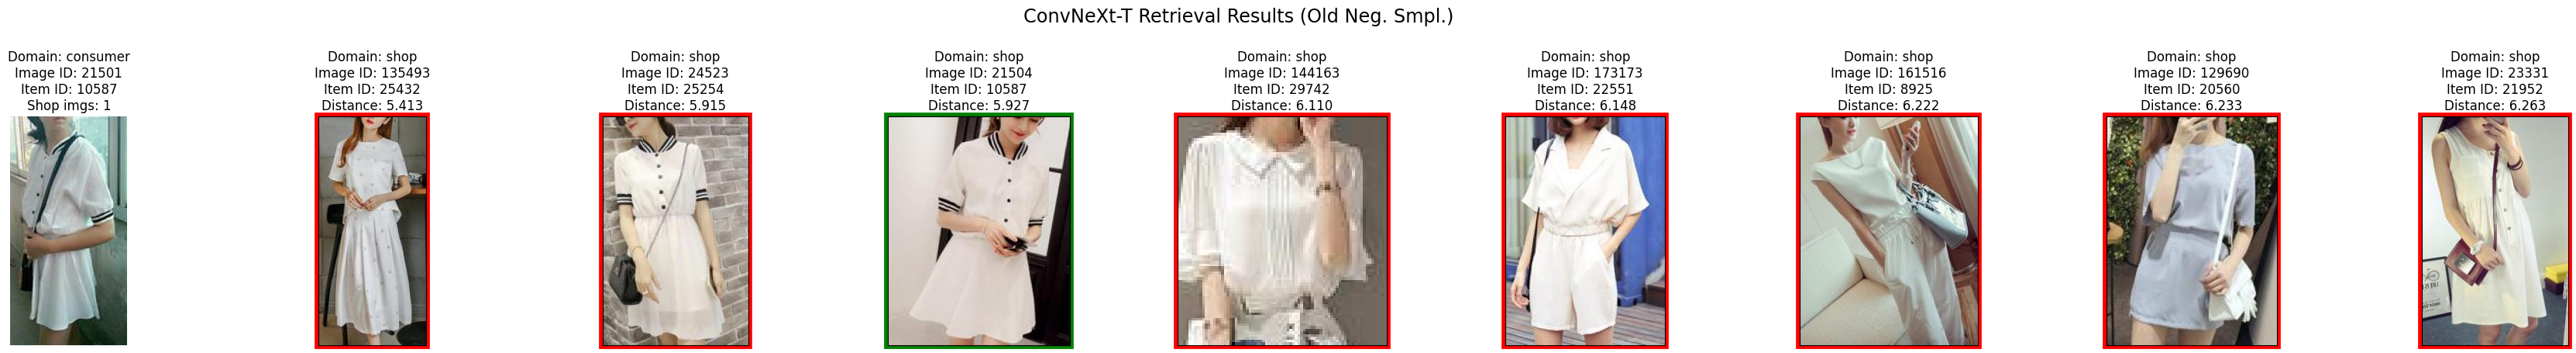 ConvNeXt-T Retrieval Results (Old Neg. Smpl.)
Domain: consumer
Image ID: 21501
Item ID: 10587
Shop imgs: 1
Domain: shop
Image ID: 135493
Item ID: 25432
Distance: 5.413
Domain: shop
Image ID: 24523
Item ID: 25254
Distance: 5.915
Domain: shop
Image ID: 21504
Item ID: 10587
Distance: 5.927
Domain: shop
Image ID: 144163
Item ID: 29742
Distance: 6.110
Domain: shop
Image ID: 173173
Item ID: 22551
Distance: 6.148
Domain: shop
Image ID: 161516
Item ID: 8925
Distance: 6.222
Domain: shop
Image ID: 129690
Item ID: 20560
Distance: 6.233
Domain: shop
Image ID: 23331
Item ID: 21952
Distance: 6.263